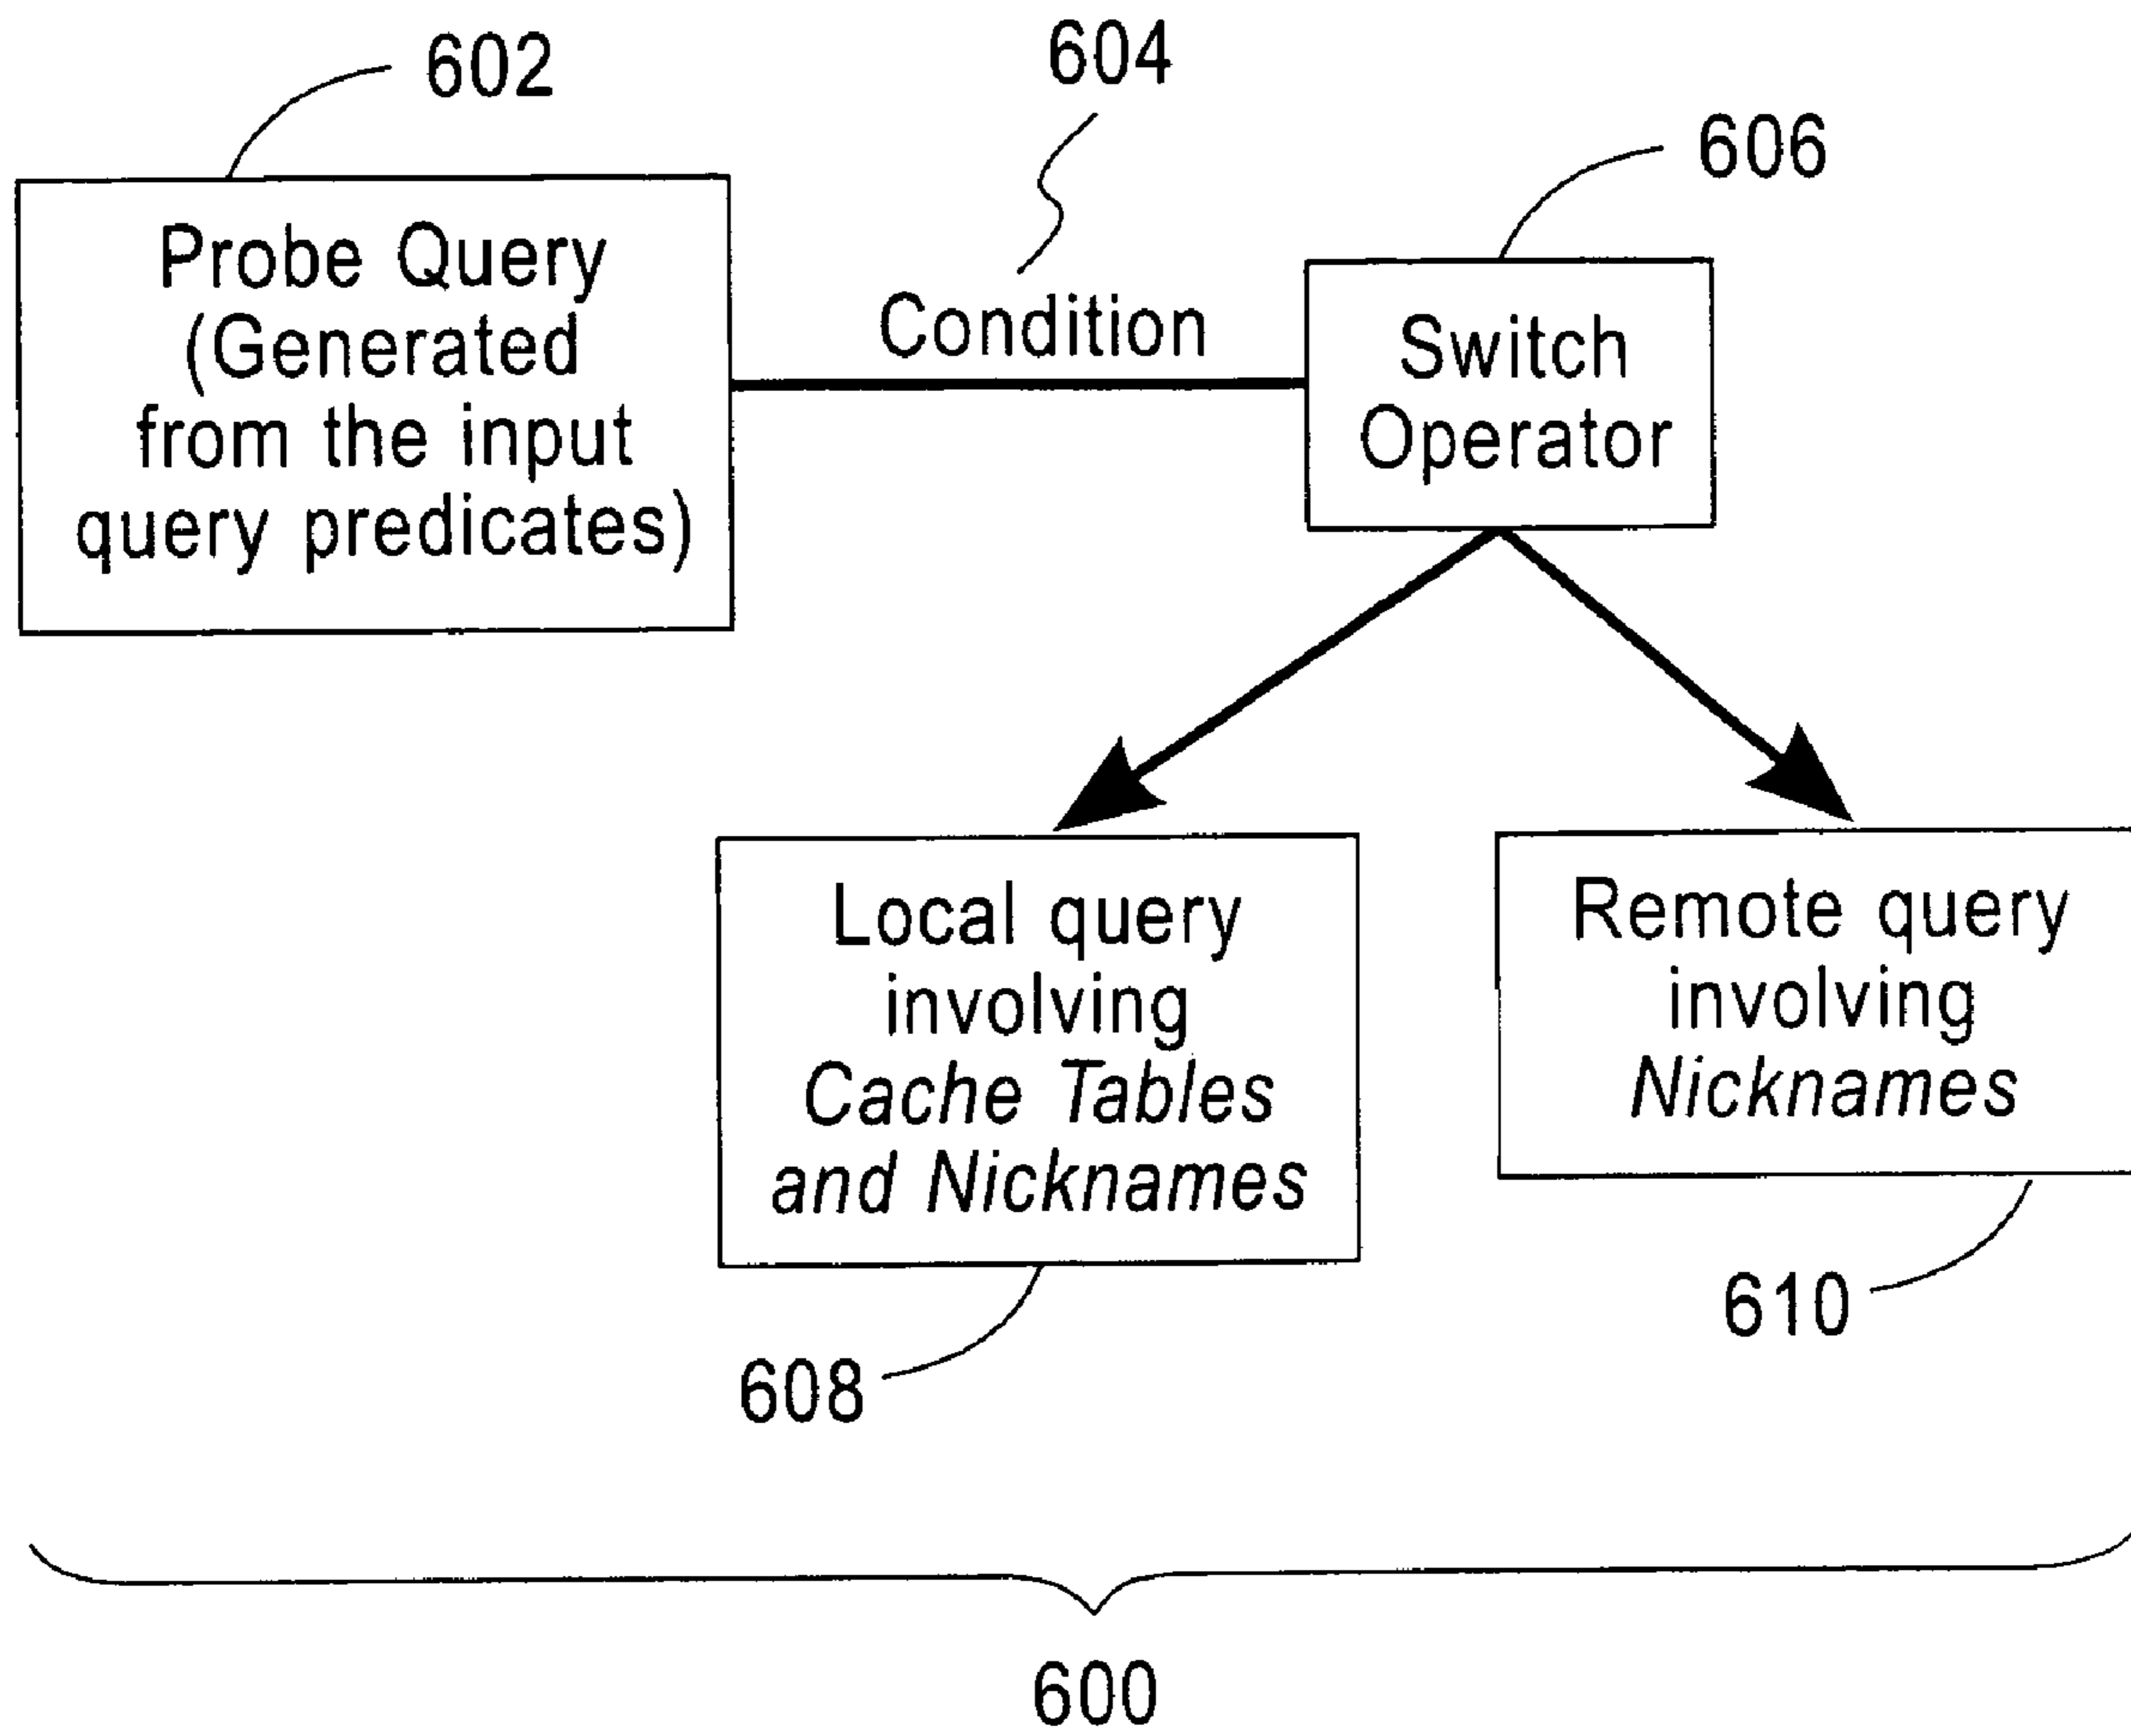 602
604
606
Probe Query
(Generated
from the input
query predicates)
Condition
Switch
Operator
Local query
involving
Cache Tables
and Nicknames
Remote query
involving
Nicknames
608
610
600